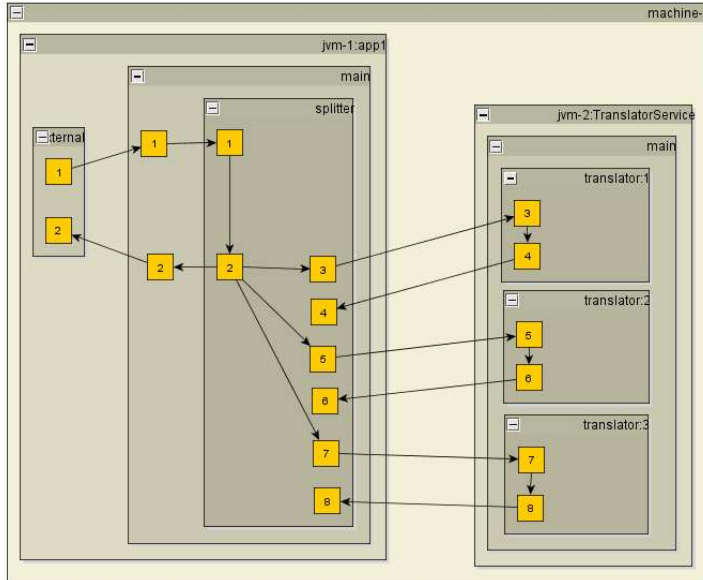 machine-
jvm-1:app1
main
splitter
ternal
1
1
1
2
2
2
3
4
5
6
7
8
jvm-2:TranslatorService
main
translator:1
3
4
translator:2
5
6
translator:3
7
8